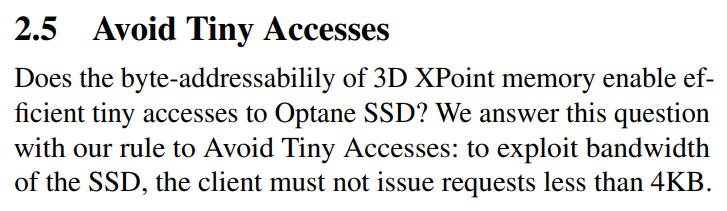 2.5 Avoid Tiny Accesses
Does the byte-addressabilily of 3D XPoint memory enable ef-
ficient tiny accesses to Optane SSD? We answer this question
with our rule to Avoid Tiny Accesses: to exploit bandwidth
of the SSD, the client must not issue requests less than 4KB.